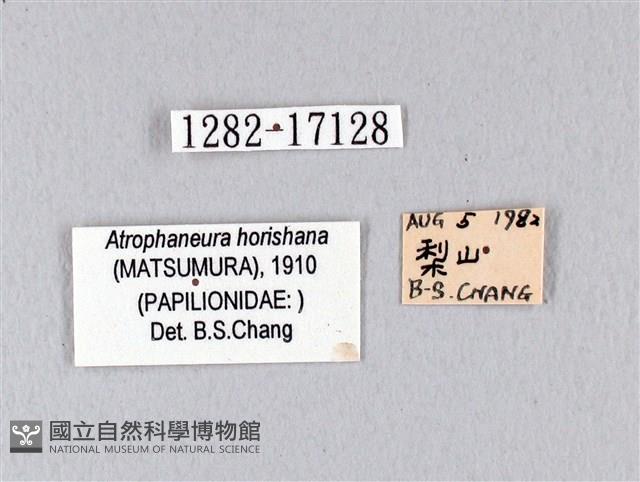 1282-17128
Atrophaneura horishana
(MATSUMURA), 1910
(PAPILIONIDAE: )
Det. B.S.Chang
AUG 5 1982
梨山
B-S. CHANG
國立自然科學博物館
NATIONAL MUSEUM OF NATURAL SCIENCE